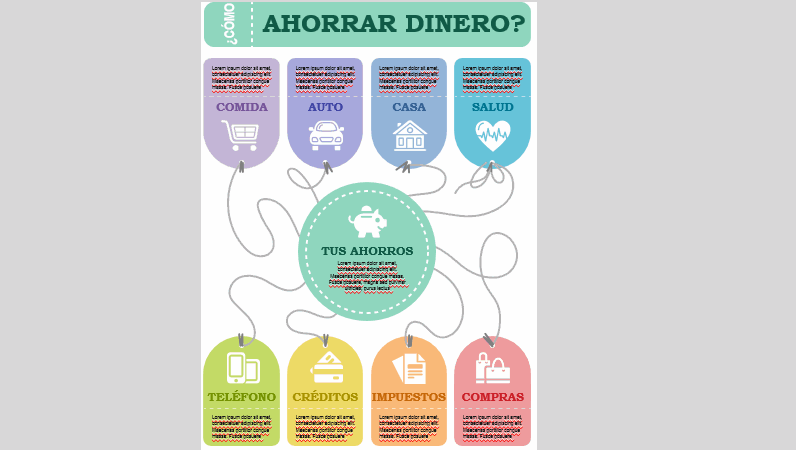 ¿CÓMO
AHORRAR DINERO?
Lorem ipsum dolor sit amet,
consectetuer adipiscing elit.
Maecenas porttitor congue
massa. Fusce posuere
COMIDA
Lorem ipsum dolor sit amet,
consectetuer adipiscing elit.
Maecenas porttitor congue
massa. Fusce posuere
AUTO
Lorem ipsum dolor sit amet,
consectetuer adipiscing elit.
Maecenas porttitor congue
massa. Fusce posuere
CASA
Lorem ipsum dolor sit amet,
consectetuer adipiscing elit.
Maecenas porttitor congue
massa. Fusce posuere
SALUD
TUS AHORROS
Lorem ipsum dolor sit amet,
consectetuer adipiscing elit.
Maecenas porttitor congue massa.
Fusce posuere, magna sed pulvinar
ultricies, purus lectus
TELÉFONO
Lorem ipsum dolor sit amet,
consectetuer adipiscing elit.
Maecenas porttitor congue
massa. Fusce posuere
CRÉDITOS
Lorem ipsum dolor sit amet,
consectetuer adipiscing elit.
Maecenas porttitor congue
massa. Fusce posuere
IMPUESTOS
Lorem ipsum dolor sit amet,
consectetuer adipiscing elit.
Maecenas porttitor congue
massa. Fusce posuere
COMPRAS
Lorem ipsum dolor sit amet,
consectetuer adipiscing elit.
Maecenas porttitor congue
massa. Fusce posuere